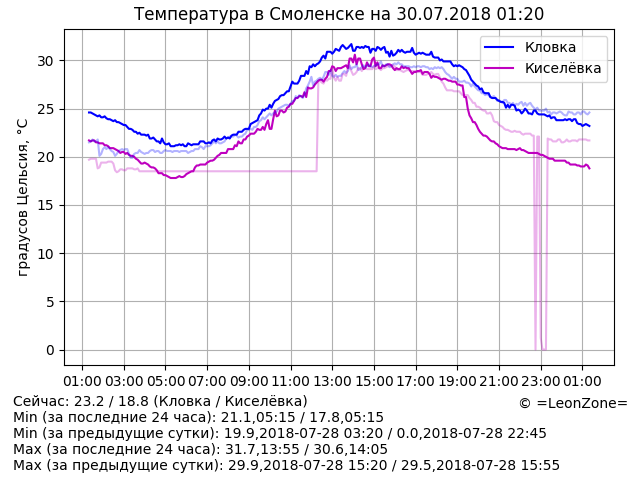 Температура в Смоленске на 30.07.2018 01:20
Кловка
Киселёвка
градусов Цельсия, °C
30
25
20
15
10
5
0
01:00 03:00 05:00 07:00 09:00 11:00 13:00 15:00 17:00 19:00 21:00 23:00 01:00
Сейчас: 23.2 / 18.8 (Кловка / Киселёвка)
© =LeonZone=
Min (за последние 24 часа): 21.1,05:15 / 17.8,05:15
Min (за предыдущие сутки): 19.9,2018-07-28 03:20 / 0.0,2018-07-28 22:45
Max (за последние 24 часа): 31.7,13:55 / 30.6,14:05
Max (за предыдущие сутки): 29.9,2018-07-28 15:20 / 29.5,2018-07-28 15:55